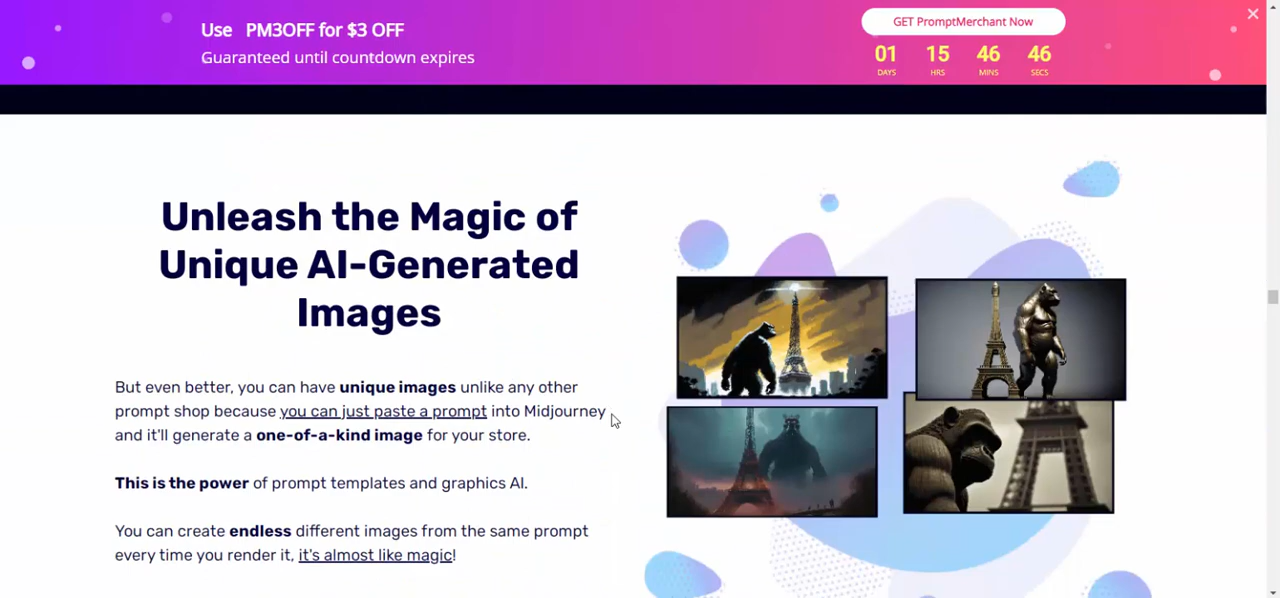 Use PM3OFF for $3 OFF
Guaranteed until countdown expires
GET PromptMerchant Now
01 15 46 46
DAYS HRS MINS SECS
Unleash the Magic of
Unique AI-Generated
Images
But even better, you can have unique images unlike any other
prompt shop because you can just paste a prompt into Midjourney
and it'll generate a one-of-a-kind image for your store.
This is the power of prompt templates and graphics AI.
You can create endless different images from the same prompt
every time you render it, it's almost like magic!